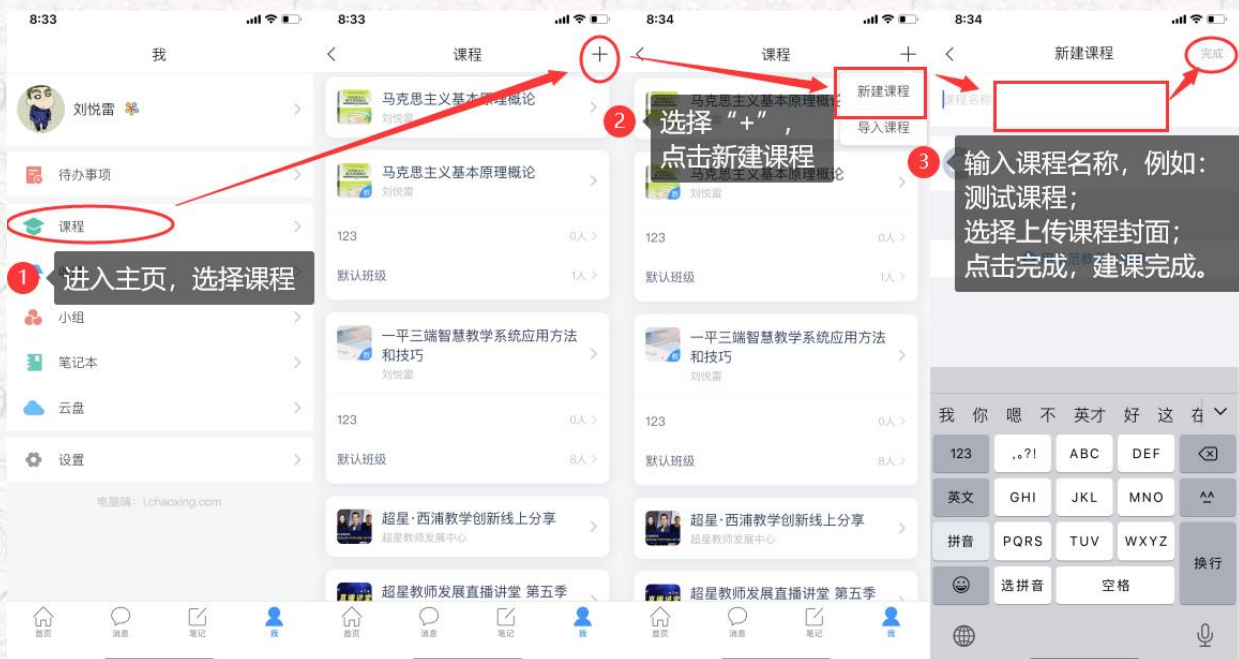 8:33
我
刘悦雷
待办事项
课程
1
进入主页，选择课程
小组
笔记本
云盘
设置
电脑端：i.chaoxing.com
首页
消息
笔记
我
8:33
课程
马克思主义基本原理概论
刘悦雷
马克思主义基本原理概论
刘悦雷
123
0人
默认班级
1人
一平三端智慧教学系统应用方法
和技巧
刘悦雷
123
0人
默认班级
8人
超星·西浦教学创新线上分享
超星教师发展中心
超星教师发展直播讲堂 第五季
首页
消息
笔记
我
8:34
课程
新建课程
导入课程
马克思主义基本原理概论
2
选择“+”，
点击新建课程
马克思主义基本原理概论
刘悦雷
123
0人
默认班级
1人
一平三端智慧教学系统应用方法
和技巧
刘悦雷
123
0人
默认班级
8人
超星·西浦教学创新线上分享
超星教师发展中心
超星教师发展直播讲堂 第五季
首页
消息
笔记
我
8:34
新建课程
完成
课程名称
3
输入课程名称，例如：
测试课程；
选择上传课程封面；
点击完成，建课完成。
我 你 嗯 不 英才 好 这 在
123 ,。?! ABC DEF
英文 GHI JKL MNO ^^
拼音 PQRS TUV WXYZ
换行
选拼音 空格